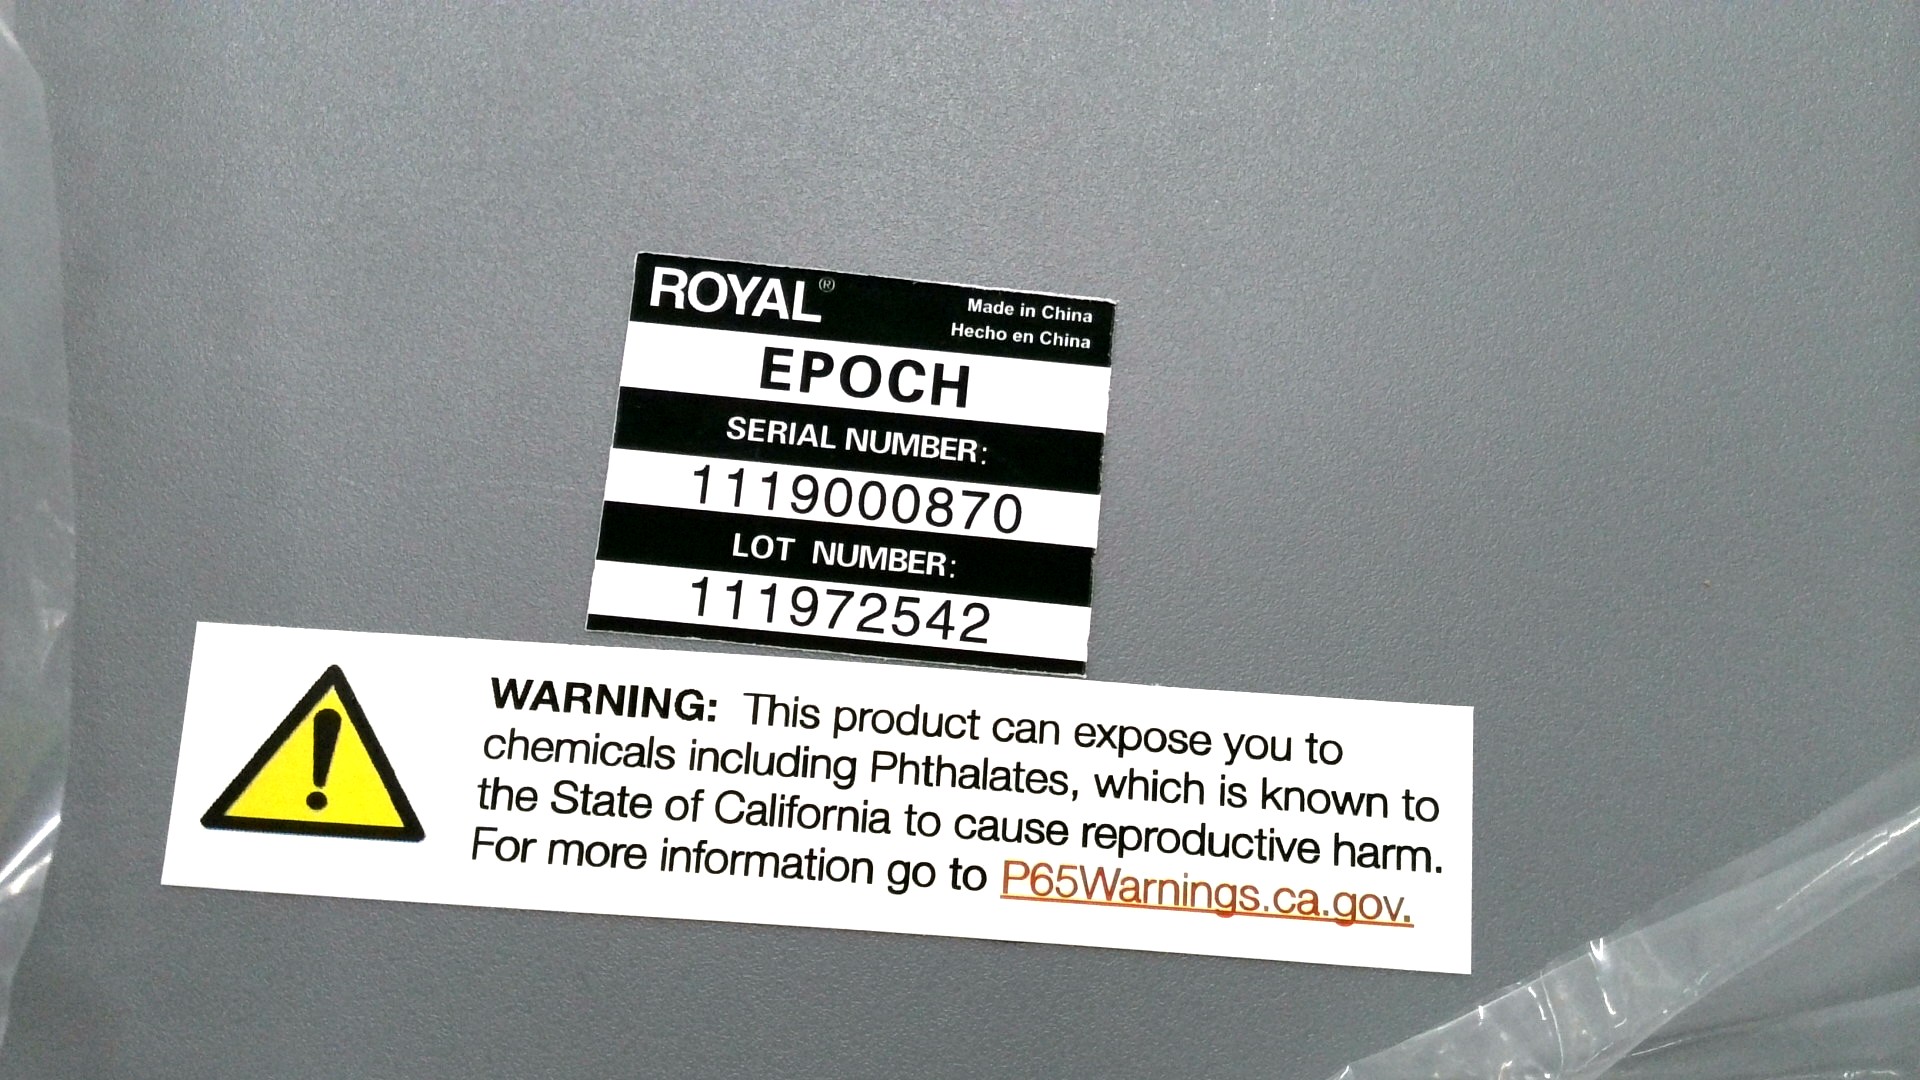 ROYAL®
Made in China
Hecho en China
EPOCH
SERIAL NUMBER:
1119000870
LOT NUMBER:
111972542
WARNING: This product can expose you to
chemicals including Phthalates, which is known to
the State of California to cause reproductive harm.
For more information go to P65Warnings.ca.gov.